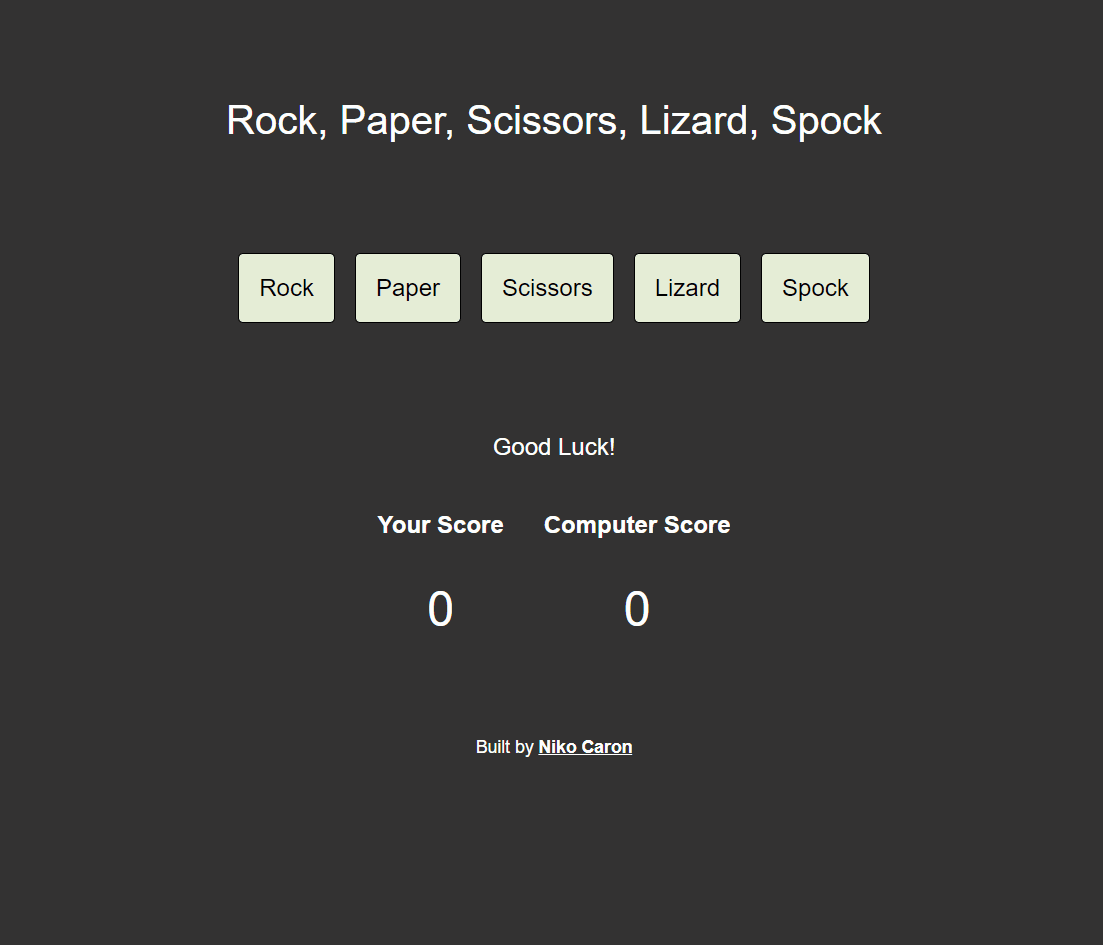 Rock, Paper, Scissors, Lizard, Spock
Rock Paper Scissors Lizard Spock
Good Luck!
Your Score Computer Score
0 0
Built by Niko Caron